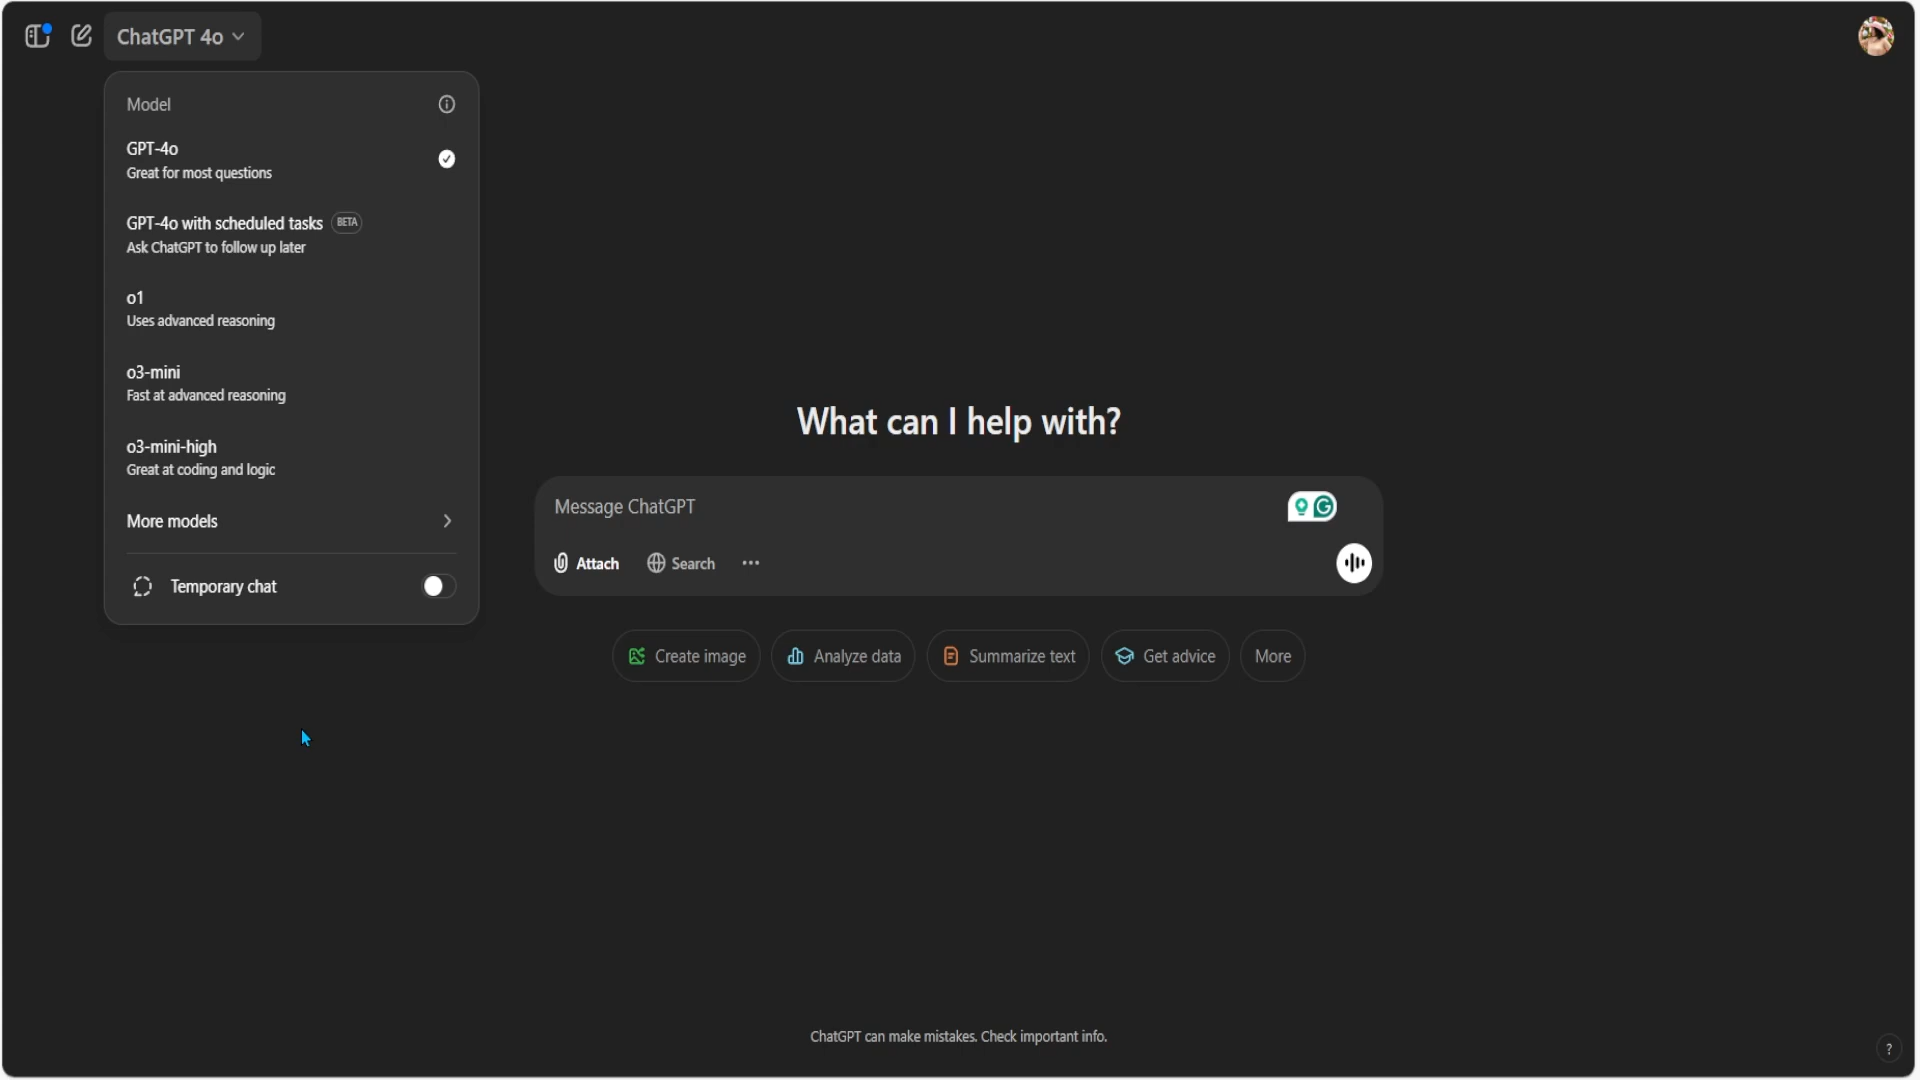 ChatGPT 4o
Model
GPT-4o
Great for most questions
GPT-4o with scheduled tasks BETA
Ask ChatGPT to follow up later
o1
Uses advanced reasoning
o3-mini
Fast at advanced reasoning
o3-mini-high
Great at coding and logic
More models
Temporary chat
What can I help with?
Message ChatGPT
Attach Search
Create image Analyze data Summarize text Get advice More
ChatGPT can make mistakes. Check important info.
?